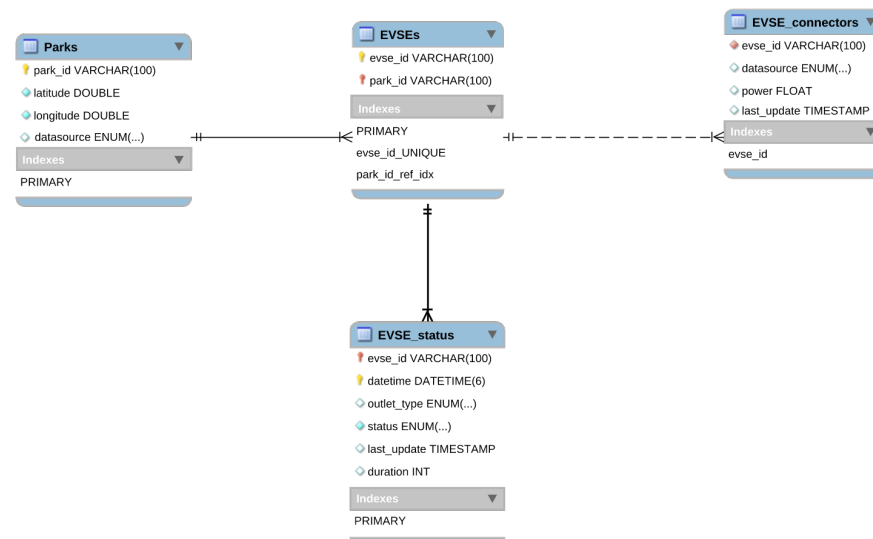 Parks
park_id VARCHAR(100)
latitude DOUBLE
longitude DOUBLE
datasource ENUM(...)
Indexes
PRIMARY
EVSEs
evse_id VARCHAR(100)
park_id VARCHAR(100)
Indexes
PRIMARY
evse_id_UNIQUE
park_id_ref_idx
EVSE_connectors
evse_id VARCHAR(100)
datasource ENUM(...)
power FLOAT
last_update TIMESTAMP
Indexes
evse_id
EVSE_status
evse_id VARCHAR(100)
datetime DATETIME(6)
outlet_type ENUM(...)
status ENUM(...)
last_update TIMESTAMP
duration INT
Indexes
PRIMARY